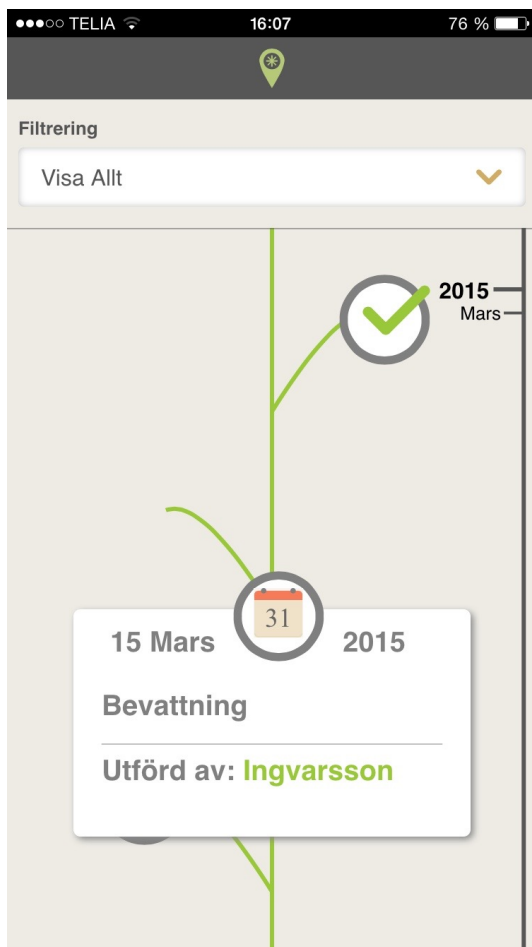 TELIA 16:07 76 %
Filtrering
Visa Allt
2015
Mars
31
15 Mars 2015
Bevattning
Utförd av: Ingvarsson